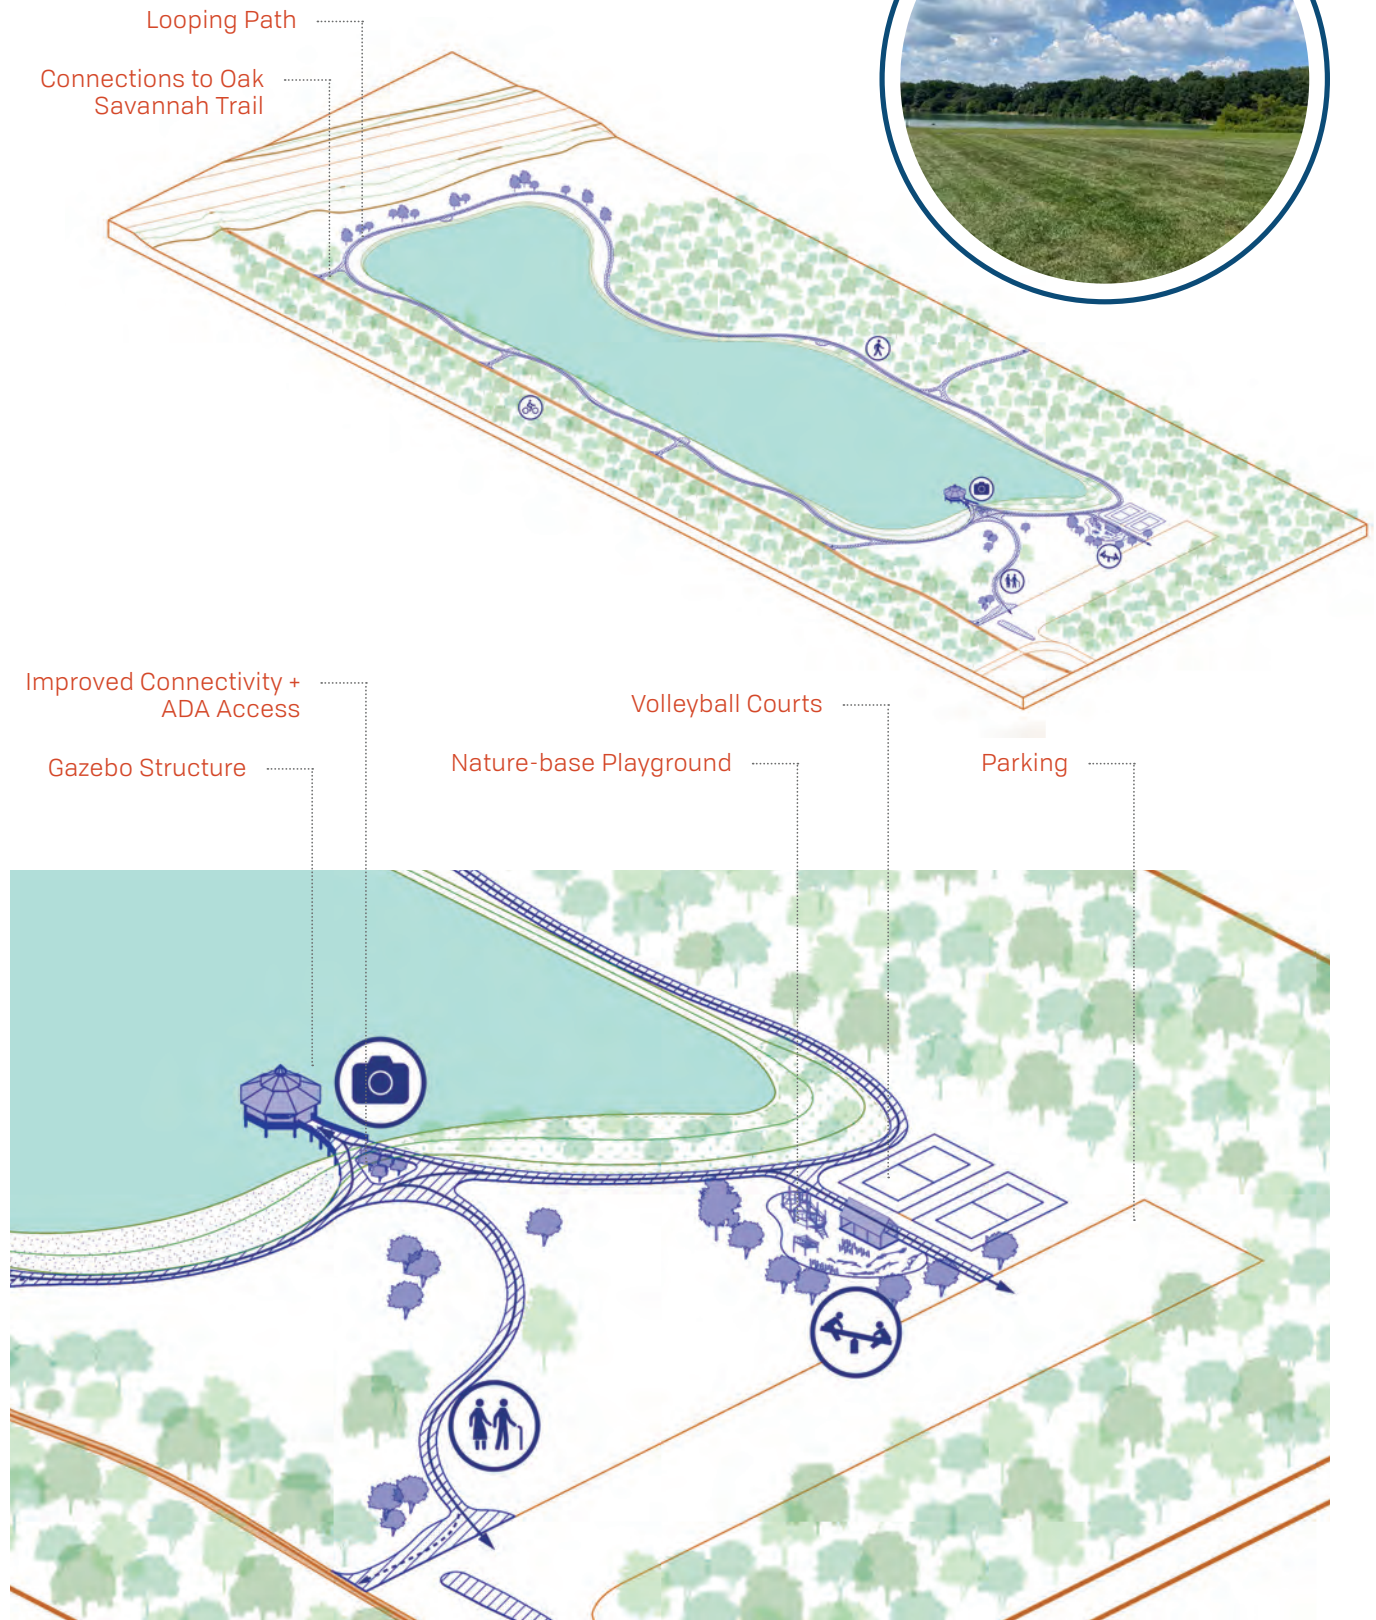 Looping Path
Connections to Oak
Savannah Trail
Improved Connectivity +
ADA Access
Volleyball Courts
Gazebo Structure
Nature-base Playground
Parking